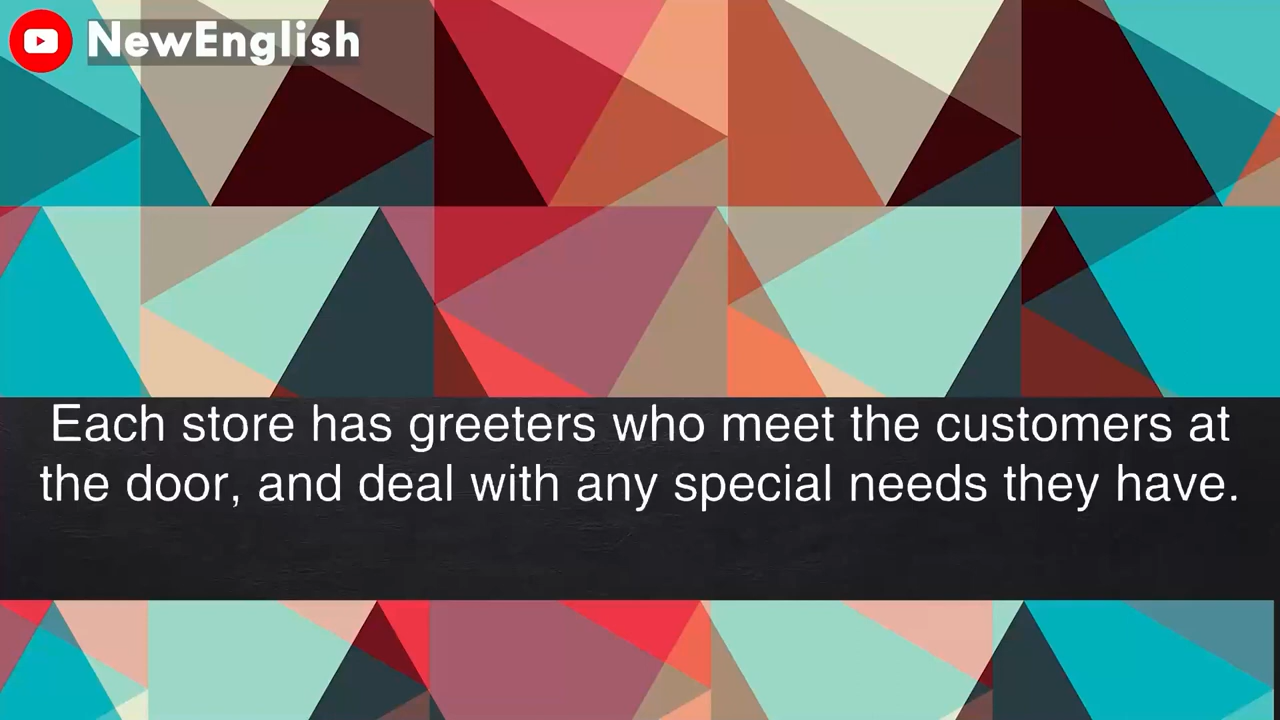 NewEnglish
Each store has greeters who meet the customers at
the door, and deal with any special needs they have.